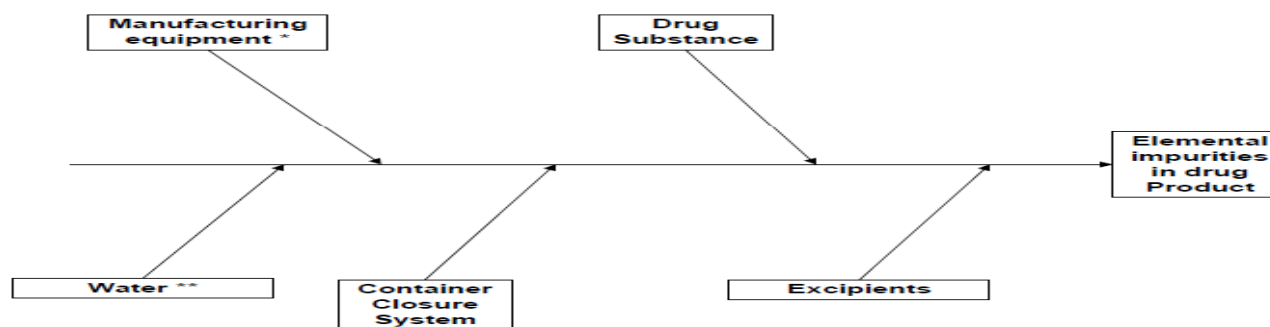 Manufacturing
equipment *
Drug
Substance
Elemental
impurities
in drug
Product
Water **
Container
Closure
System
Excipients